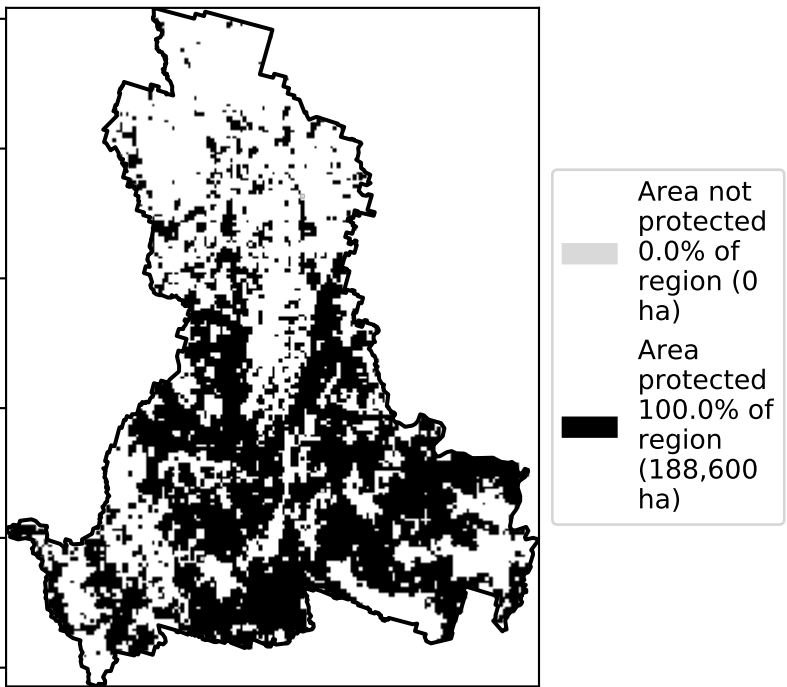 Area not
protected
0.0% of
region (0
ha)
Area
protected
100.0% of
region
(188,600
ha)